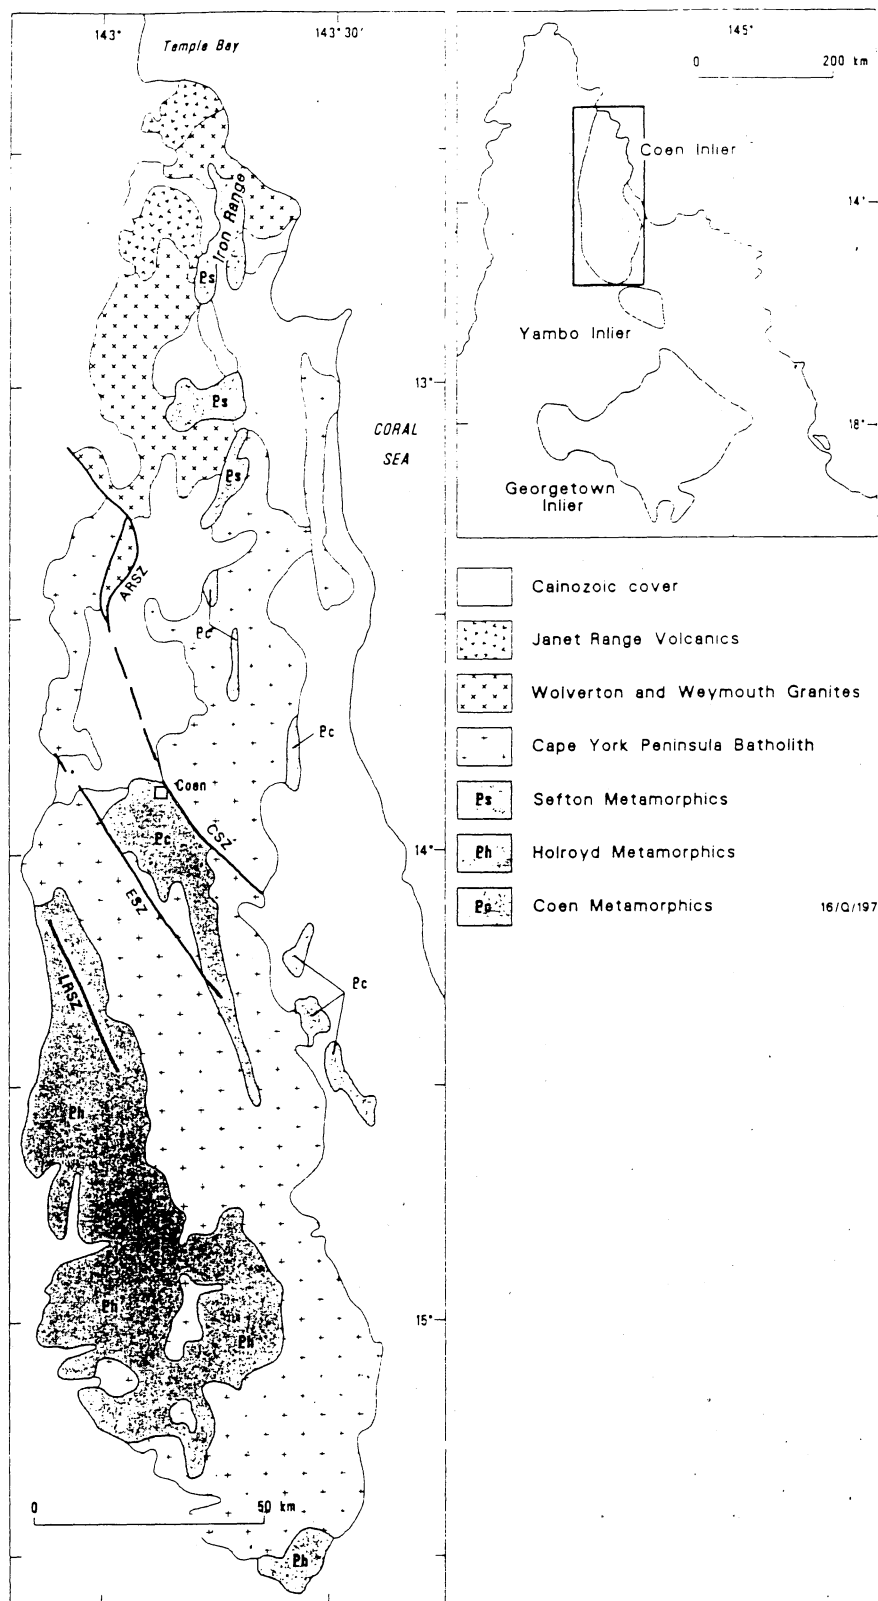 143°
143° 30'
Temple Bay
Iron Range
Ps
Ps
Ps
13°
CORAL
SEA
ARSZ
Pc
Pc
Coen
Pc
CSZ
ESZ
14°
LRSZ
Pc
Ph
Ph
Ph
15°
0 50 km
Ph
145°
0 200 km
Coen Inlier
14°
Yambo Inlier
18°
Georgetown
Inlier
Cainozoic cover
Janet Range Volcanics
Wolverton and Weymouth Granites
Cape York Peninsula Batholith
Ps Sefton Metamorphics
Ph Holroyd Metamorphics
Pc Coen Metamorphics
16/Q/197